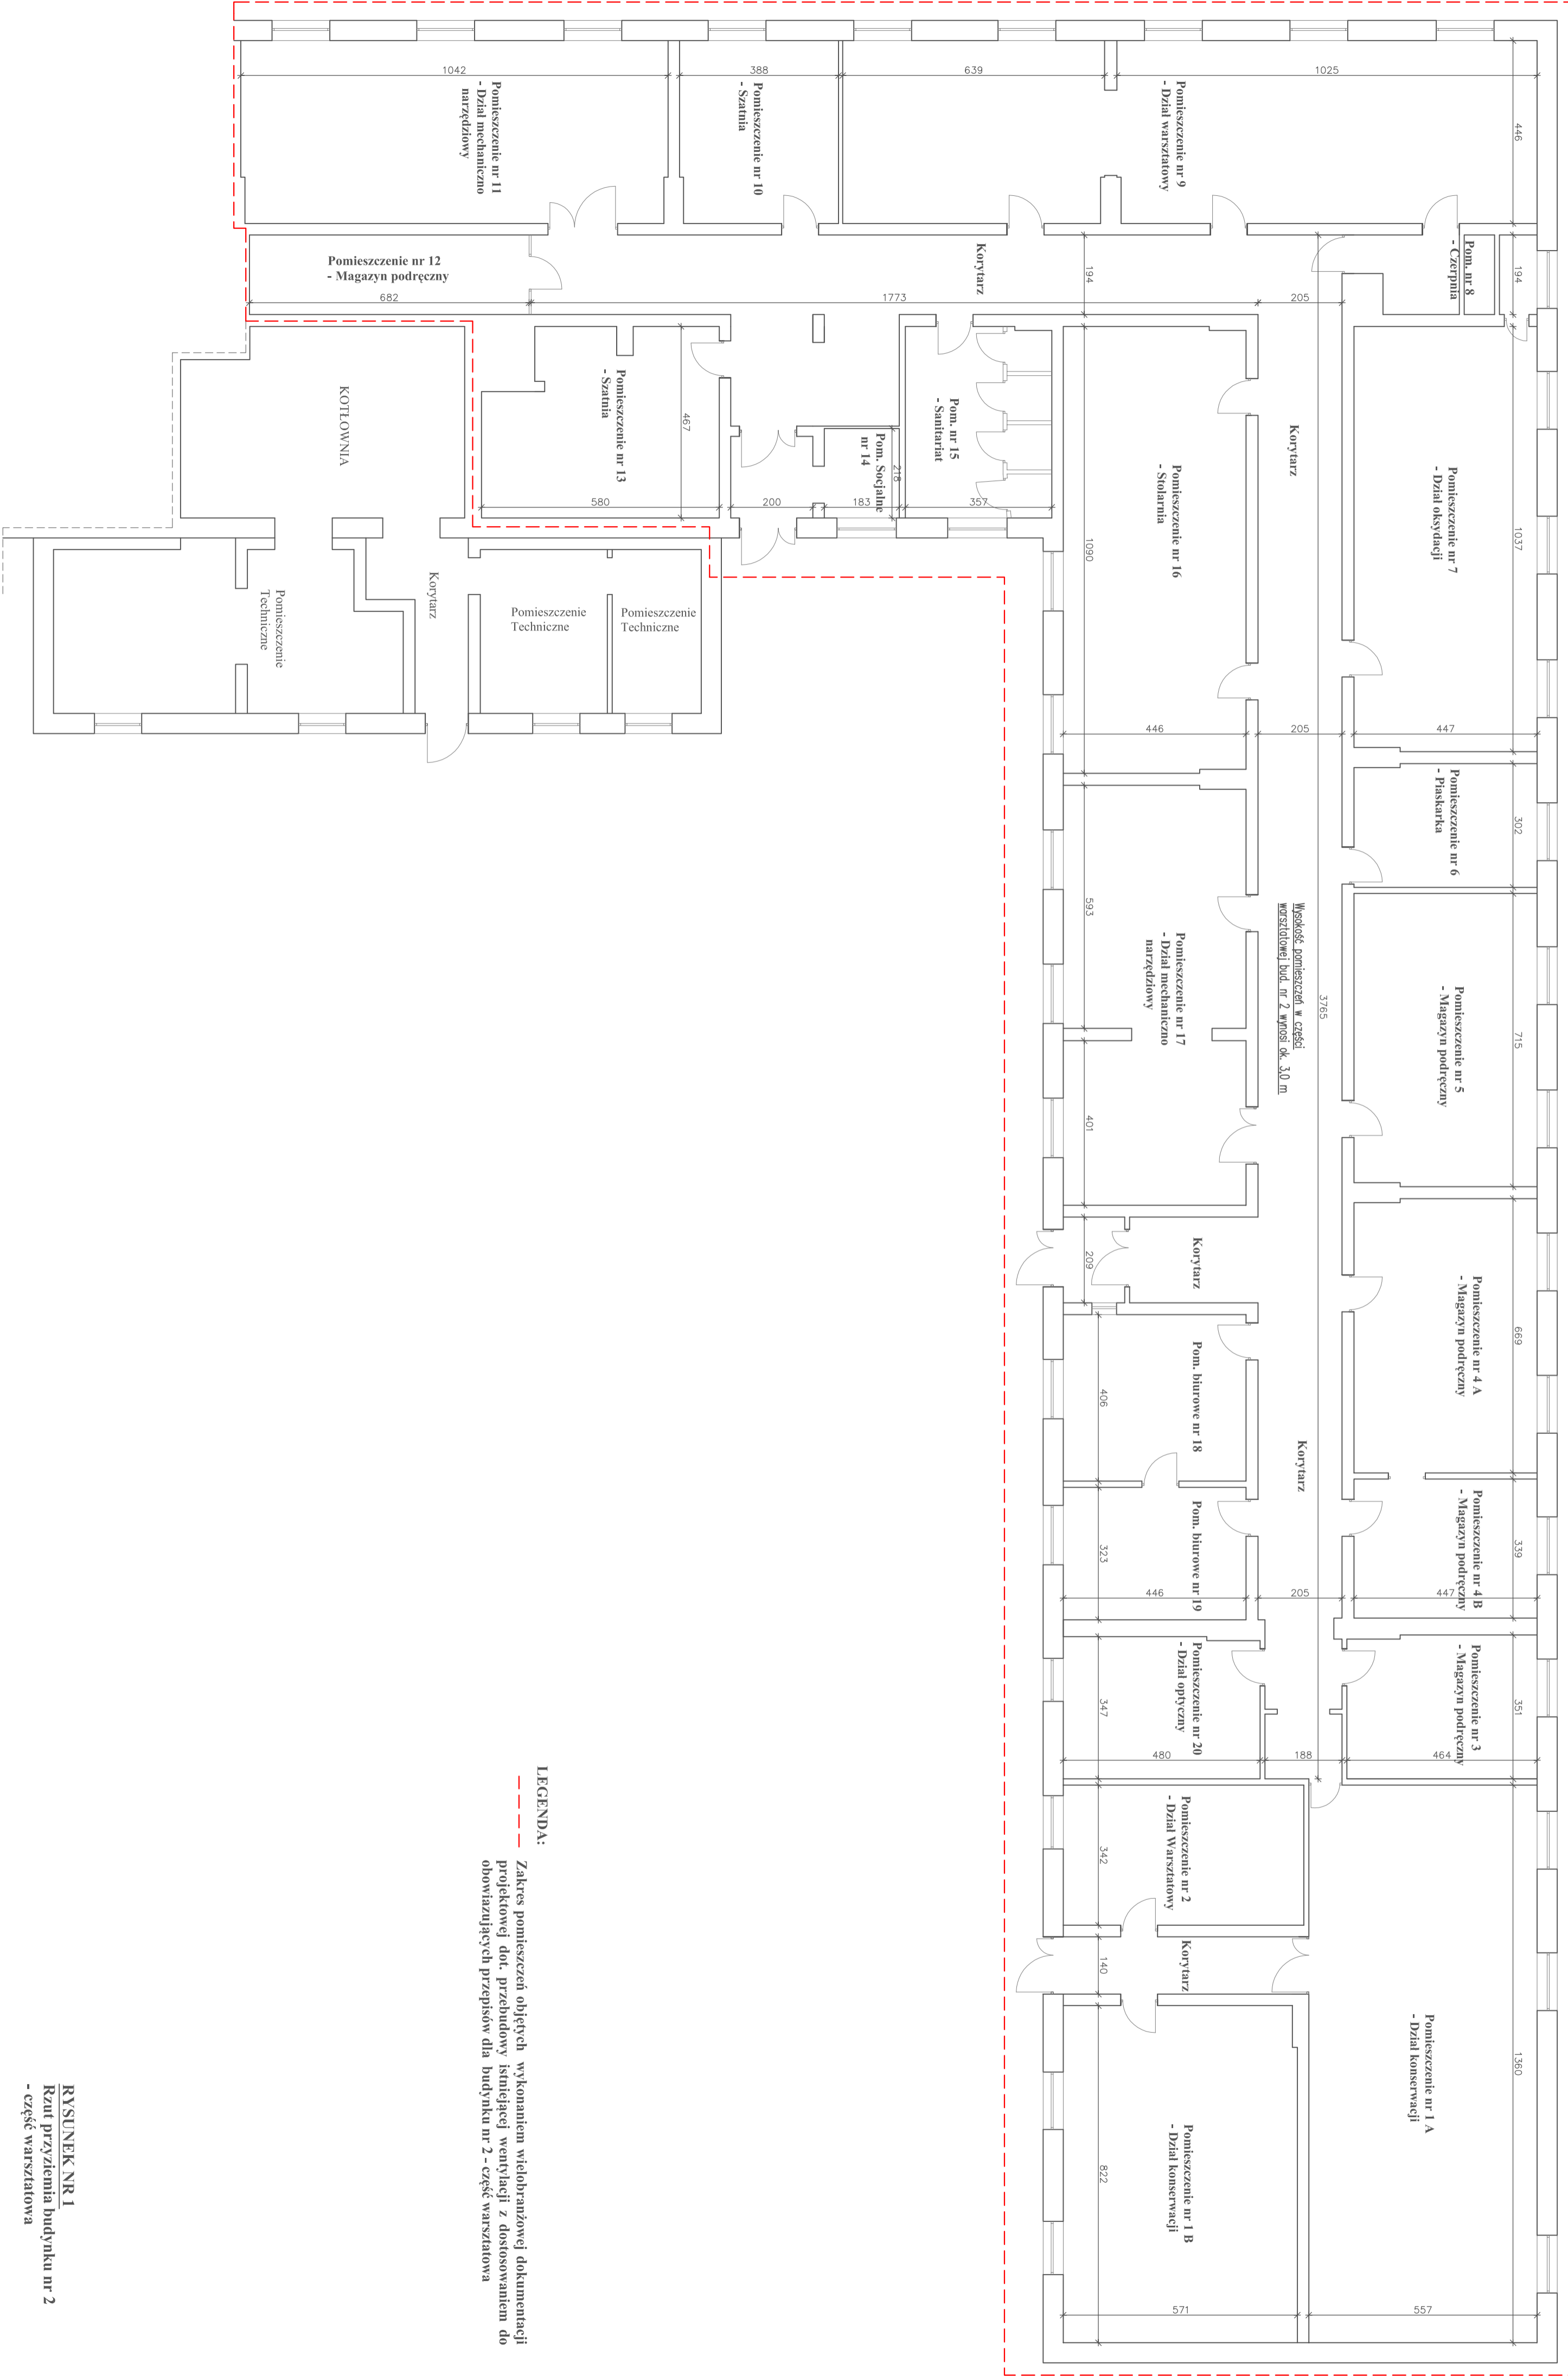 Pomieszczenie nr 11
- Dział mechaniczno
narzędziowy
1042
Pomieszczenie nr 10
- Szatnia
388
639
Pomieszczenie nr 9
- Dział warsztatowy
1025
446
Pomieszczenie nr 12
- Magazyn podręczny
682
Korytarz
1773
194
205
Pom. nr 8
- Czerpnia
194
KOTŁOWNIA
Pomieszczenie nr 13
- Szatnia
467
580
200
Pom. Socjalne
nr 14
218
183
Pom. nr 15
- Sanitariat
357
Pomieszczenie
Techniczne
Korytarz
Pomieszczenie
Techniczne
Pomieszczenie
Techniczne
Pomieszczenie nr 16
- Stolarnia
1090
446
Korytarz
205
Pomieszczenie nr 7
- Dział oksydacji
1037
447
Pomieszczenie nr 6
- Piaskarka
302
Pomieszczenie nr 17
- Dział mechaniczno
narzędziowy
593
401
Wysokość pomieszczeń w części
warsztatowej bud. nr 2 wynosi ok. 3,0 m
3765
Pomieszczenie nr 5
- Magazyn podręczny
715
Korytarz
209
Pomieszczenie nr 4 A
- Magazyn podręczny
669
Pom. biurowe nr 18
406
Korytarz
Pom. biurowe nr 19
323
446
205
Pomieszczenie nr 4 B
- Magazyn podręczny
339
447
Pomieszczenie nr 20
- Dział optyczny
347
480
188
Pomieszczenie nr 3
- Magazyn podręczny
351
464
Pomieszczenie nr 2
- Dział Warsztatowy
342
Korytarz
140
Pomieszczenie nr 1 A
- Dział konserwacji
1360
Pomieszczenie nr 1 B
- Dział konserwacji
822
571
557
LEGENDA:
Zakres pomieszczeń objętych wykonaniem wielobranżowej dokumentacji
projektowej dot. przebudowy istniejącej wentylacji z dostosowaniem do
obowiazujących przepisów dla budynku nr 2 - część warsztatowa
RYSUNEK NR 1
Rzut przyziemia budynku nr 2
- część warsztatowa